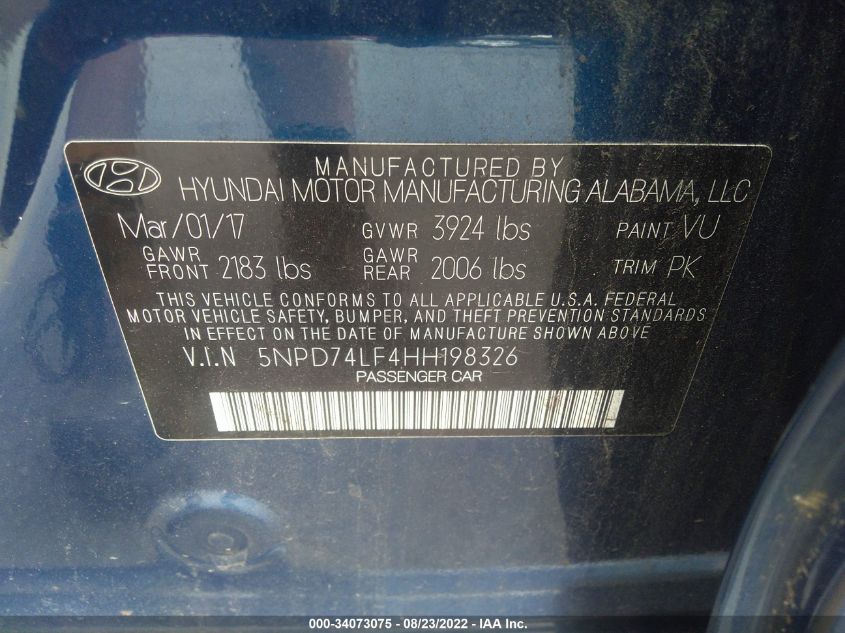 MANUFACTURED BY
HYUNDAI MOTOR MANUFACTURING ALABAMA, LLC
Mar/01/17 GVWR 3924 lbs PAINT VU
GAWR FRONT 2183 lbs GAWR REAR 2006 lbs TRIM PK
THIS VEHICLE CONFORMS TO ALL APPLICABLE U.S.A. FEDERAL
MOTOR VEHICLE SAFETY, BUMPER, AND THEFT PREVENTION STANDARDS
IN EFFECT ON THE DATE OF MANUFACTURE SHOWN ABOVE
V.I.N 5NPD74LF4HH198326
PASSENGER CAR
000-34073075 - 08/23/2022 - IAA Inc.